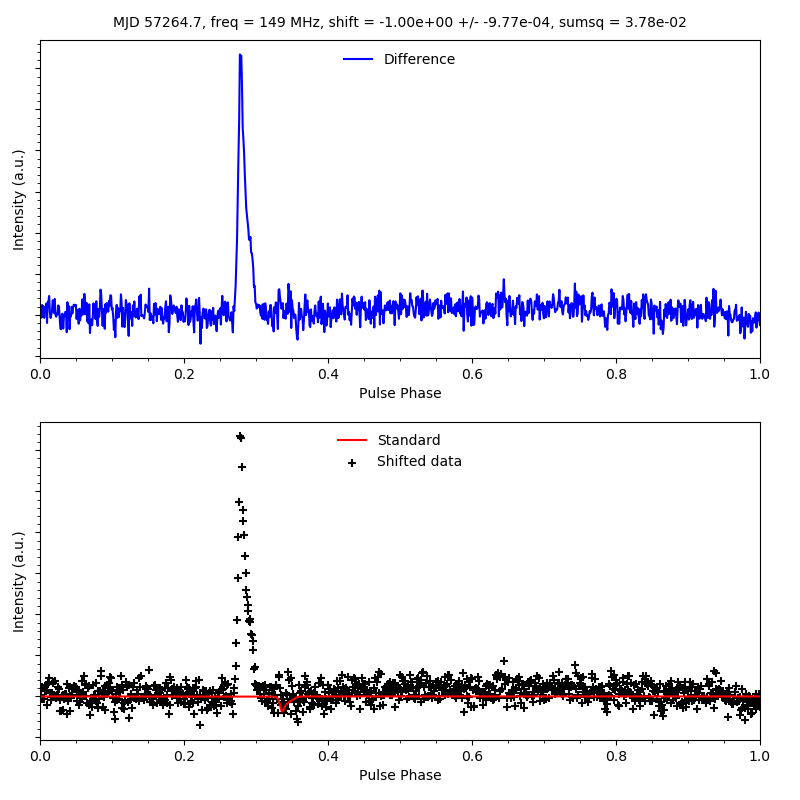 MJD 57264.7, freq = 149 MHz, shift = -1.00e+00 +/- -9.77e-04, sumsq = 3.78e-02
Difference
Intensity (a.u.)
0.0 0.2 0.4 0.6 0.8 1.0
Pulse Phase
Standard
Shifted data
Intensity (a.u.)
0.0 0.2 0.4 0.6 0.8 1.0
Pulse Phase